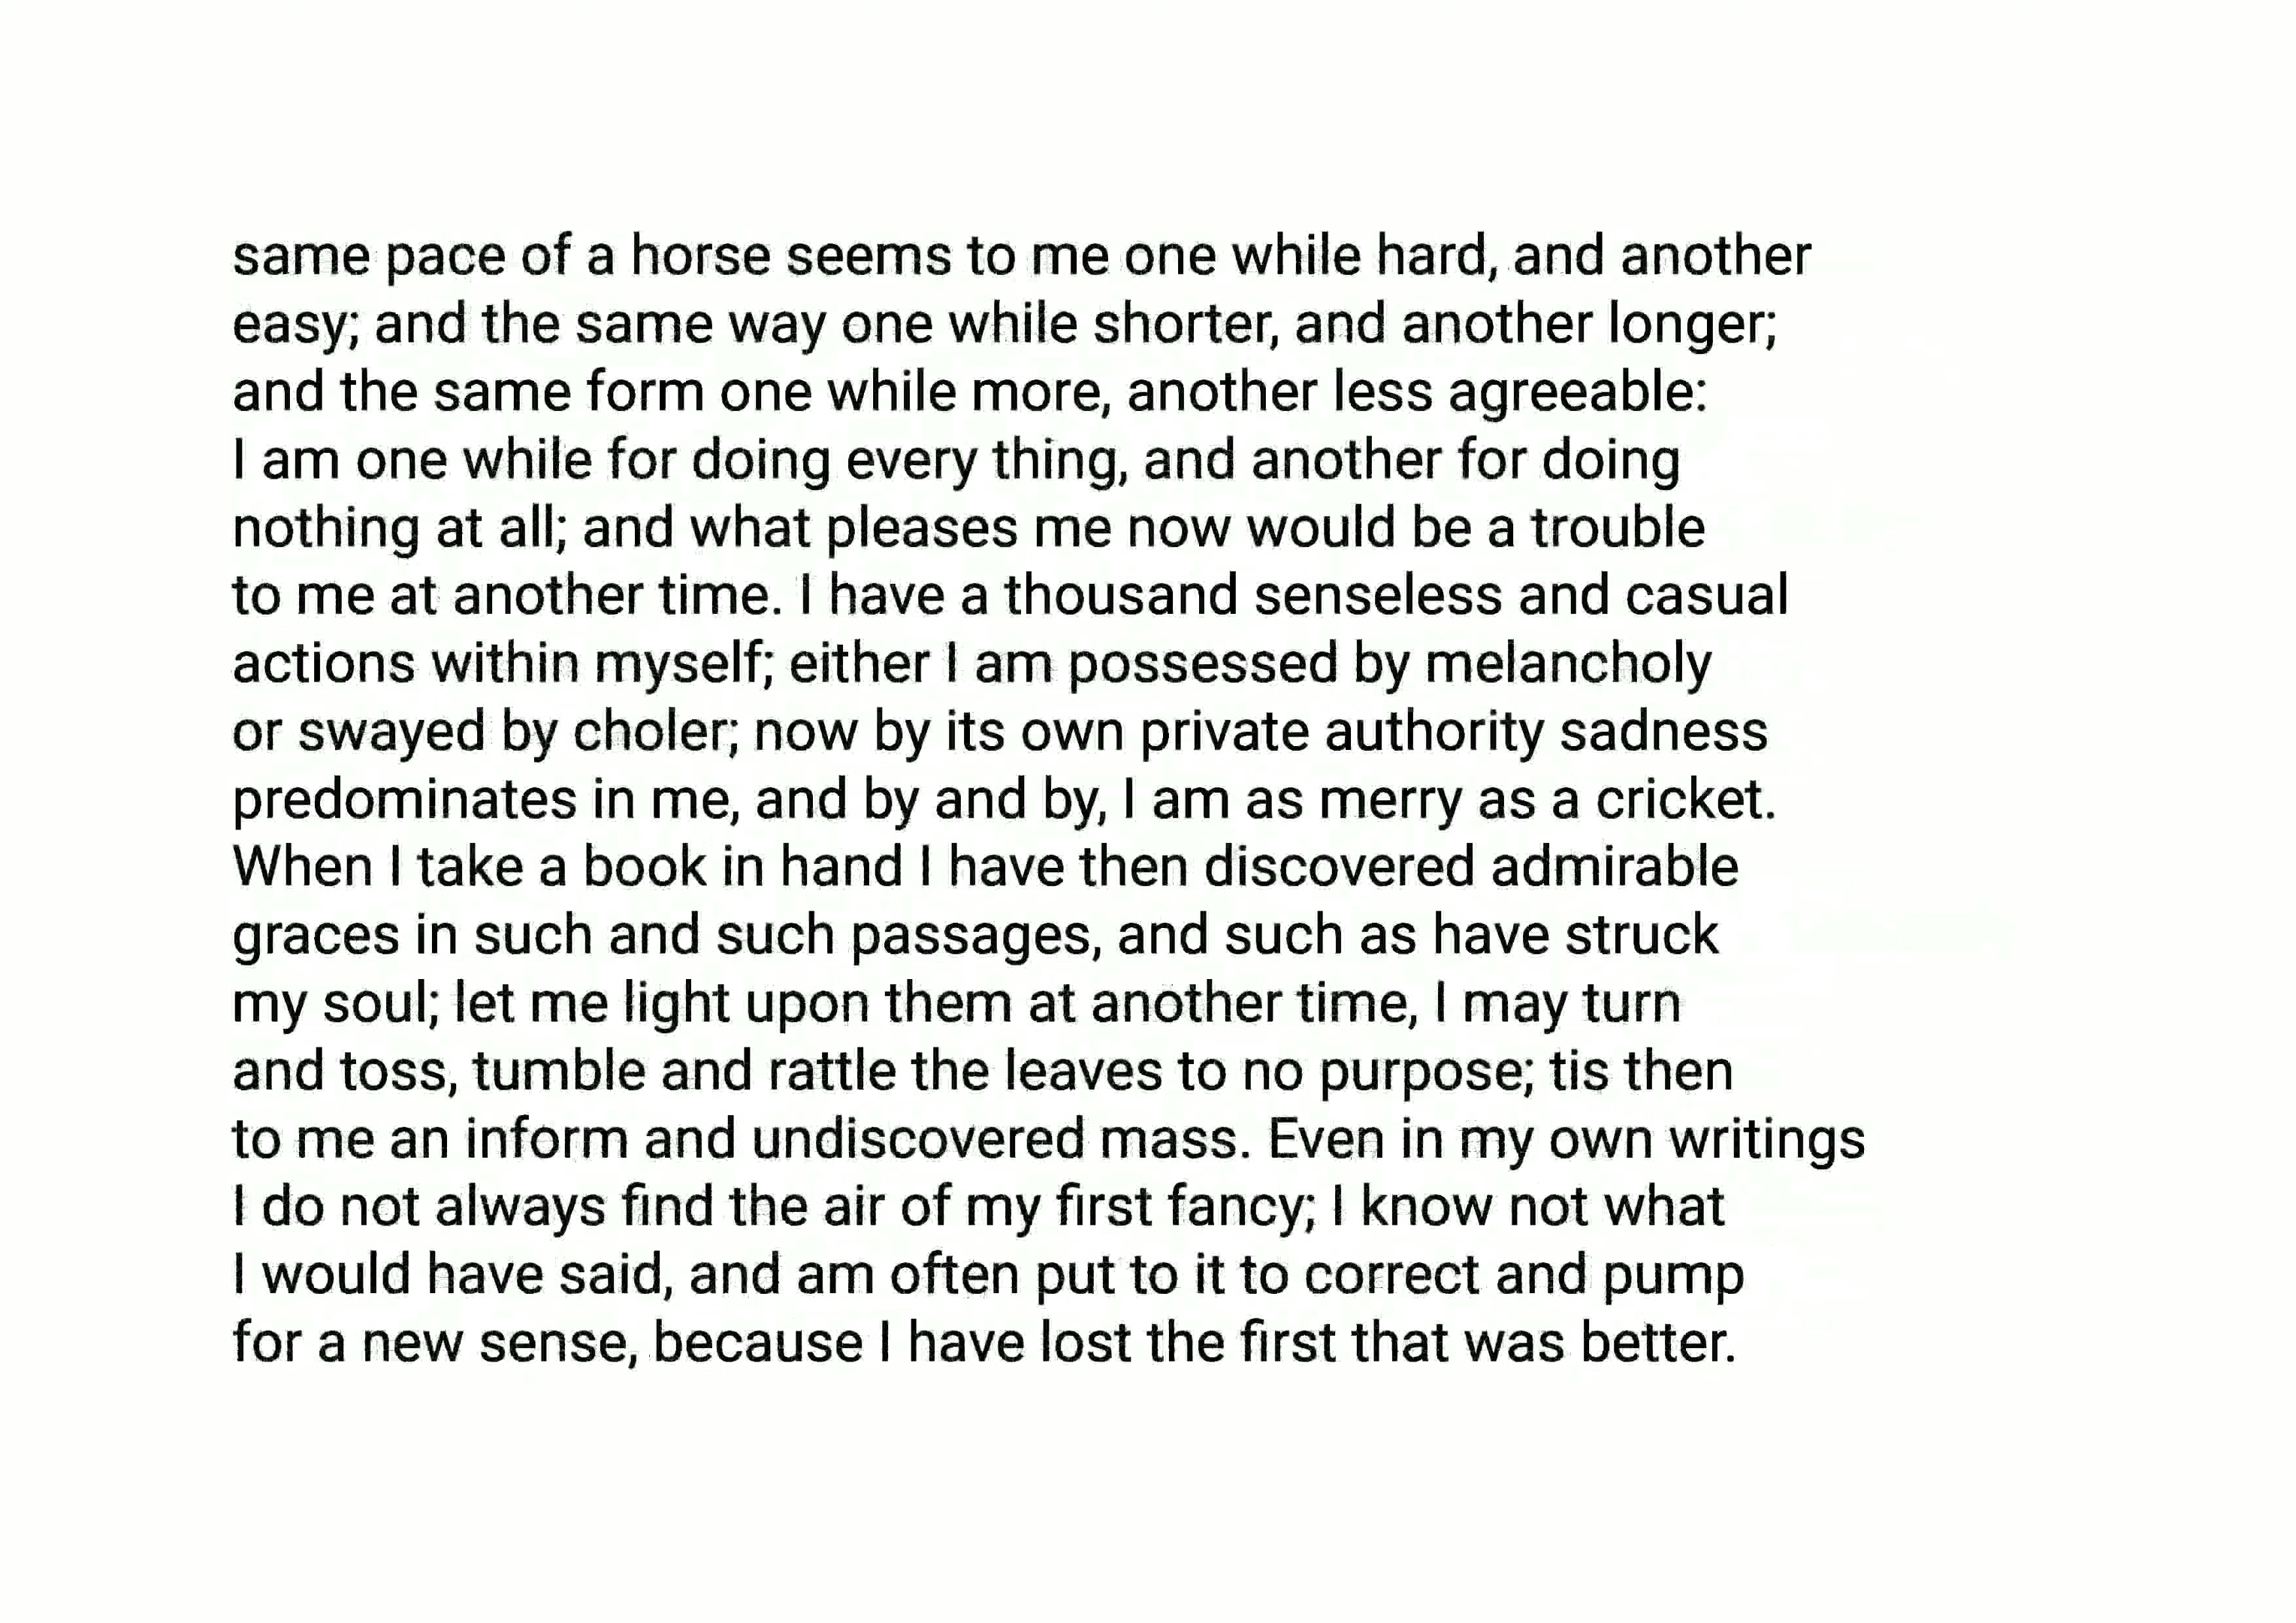 same pace of a horse seems to me one while hard, and another
easy; and the same way one while shorter, and another longer;
and the same form one while more, another less agreeable:
I am one while for doing every thing, and another for doing
nothing at all; and what pleases me now would be a trouble
to me at another time. I have a thousand senseless and casual
actions within myself; either I am possessed by melancholy
or swayed by choler; now by its own private authority sadness
predominates in me, and by and by, I am as merry as a cricket.
When I take a book in hand I have then discovered admirable
graces in such and such passages, and such as have struck
my soul; let me light upon them at another time, I may turn
and toss, tumble and rattle the leaves to no purpose; tis then
to me an inform and undiscovered mass. Even in my own writings
I do not always find the air of my first fancy; I know not what
I would have said, and am often put to it to correct and pump
for a new sense, because I have lost the first that was better.